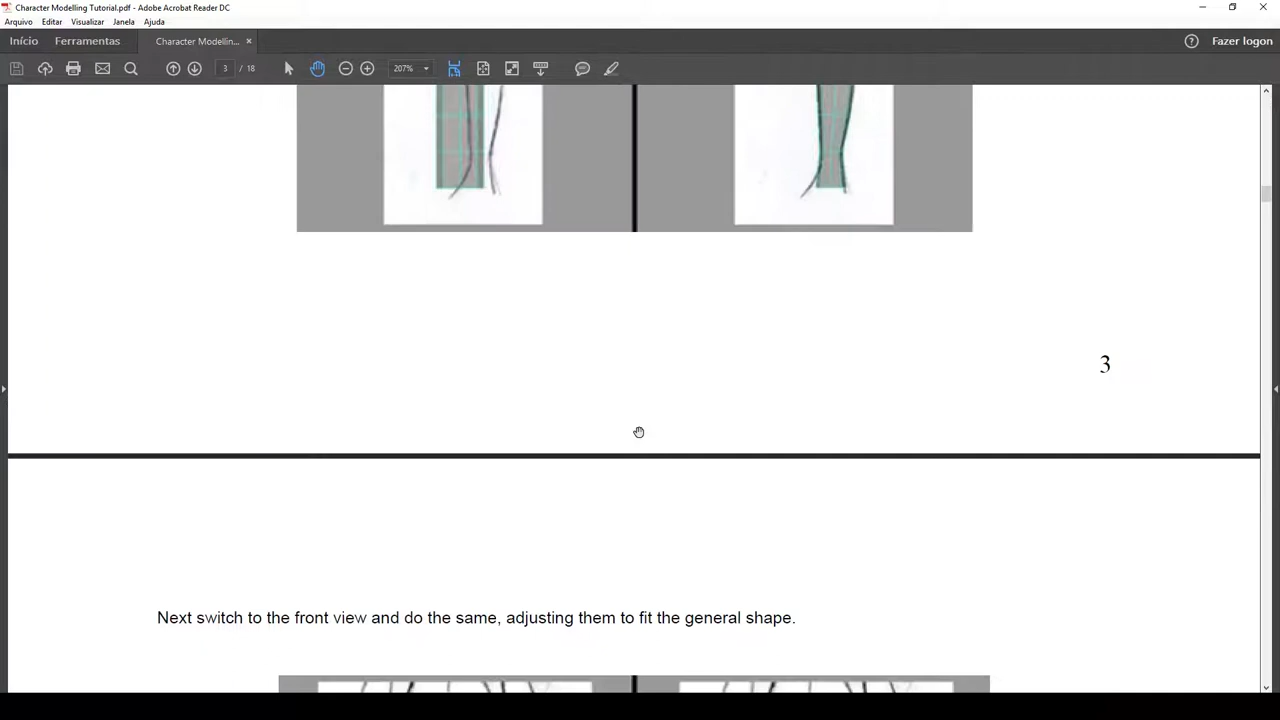 Character Modelling Tutorial.pdf - Adobe Acrobat Reader DC
Arquivo Editar Visualizar Janela Ajuda
Início Ferramentas Character Modellin... × Fazer logon
3 / 18 207%
3
Next switch to the front view and do the same, adjusting them to fit the general shape.